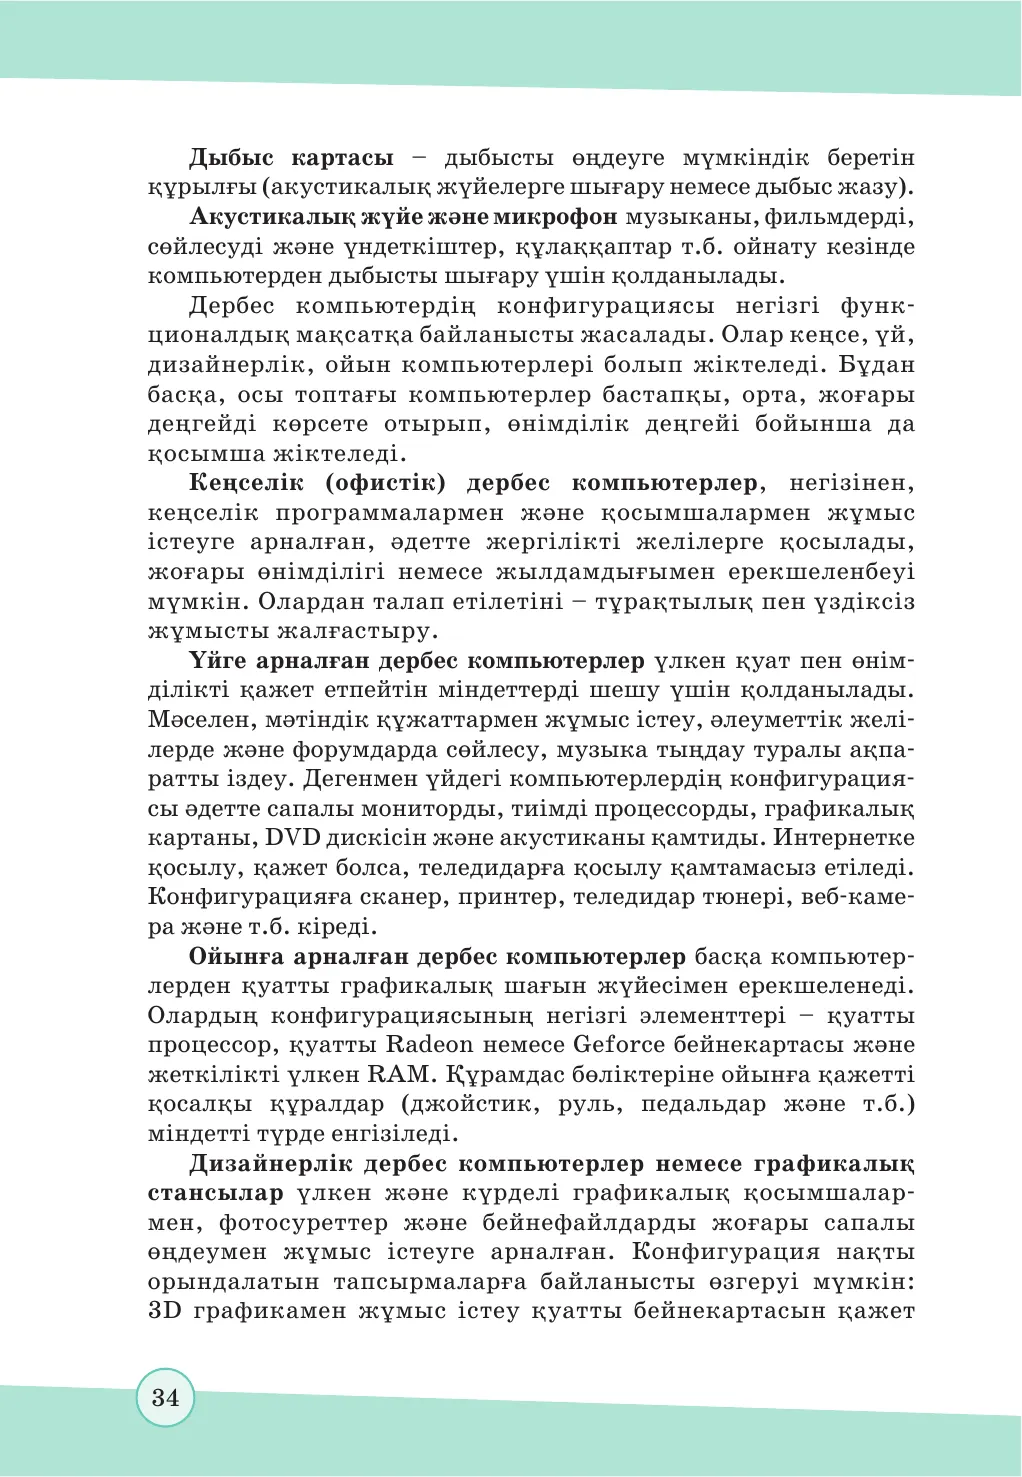 Дыбыс картасы – дыбысты өңдеуге мүмкіндік беретін
құрылғы (акустикалық жүйелерге шығару немесе дыбыс жазу).
Акустикалық жүйе және микрофон музыканы, фильмдерді,
сөйлесуді және үндеткіштер, құлаққаптар т.б. ойнату кезінде
компьютерден дыбысты шығару үшін қолданылады.
Дербес компьютердің конфигурациясы негізгі функ-
ционалдық мақсатқа байланысты жасалады. Олар кеңсе, үй,
дизайнерлік, ойын компьютерлері болып жіктеледі. Бұдан
басқа, осы топтағы компьютерлер бастапқы, орта, жоғары
деңгейді көрсете отырып, өнімділік деңгейі бойынша да
қосымша жіктеледі.
Кеңселік (офистік) дербес компьютерлер, негізінен,
кеңселік программалармен және қосымшалармен жұмыс
істеуге арналған, әдетте жергілікті желілерге қосылады,
жоғары өнімділігі немесе жылдамдығымен ерекшеленбеуі
мүмкін. Олардан талап етілетіні – тұрақтылық пен үздіксіз
жұмысты жалғастыру.
Үйге арналған дербес компьютерлер үлкен қуат пен өнім-
ділікті қажет етпейтін міндеттерді шешу үшін қолданылады.
Мәселен, мәтіндік құжаттармен жұмыс істеу, әлеуметтік желі-
лерде және форумдарда сөйлесу, музыка тыңдау туралы ақпа-
ратты іздеу. Дегенмен үйдегі компьютерлердің конфигурация-
сы әдетте сапалы мониторды, тиімді процессорды, графикалық
картаны, DVD дискісін және акустиканы қамтиды. Интернетке
қосылу, қажет болса, теледидарға қосылу қамтамасыз етіледі.
Конфигурацияға сканер, принтер, теледидар тюнері, веб-каме-
ра және т.б. кіреді.
Ойынға арналған дербес компьютерлер басқа компьютер-
лерден қуатты графикалық шағын жүйесімен ерекшеленеді.
Олардың конфигурациясының негізгі элементтері – қуатты
процессор, қуатты Radeon немесе Geforce бейнекартасы және
жеткілікті үлкен RAM. Құрамдас бөліктеріне ойынға қажетті
қосалқы құралдар (джойстик, руль, педальдар және т.б.)
міндетті түрде енгізіледі.
Дизайнерлік дербес компьютерлер немесе графикалық
стансылар үлкен және күрделі графикалық қосымшалар-
мен, фотосуреттер және бейнефайлдарды жоғары сапалы
өңдеумен жұмыс істеуге арналған. Конфигурация нақты
орындалатын тапсырмаларға байланысты өзгеруі мүмкін:
3D графикамен жұмыс істеу қуатты бейнекартасын қажет
34